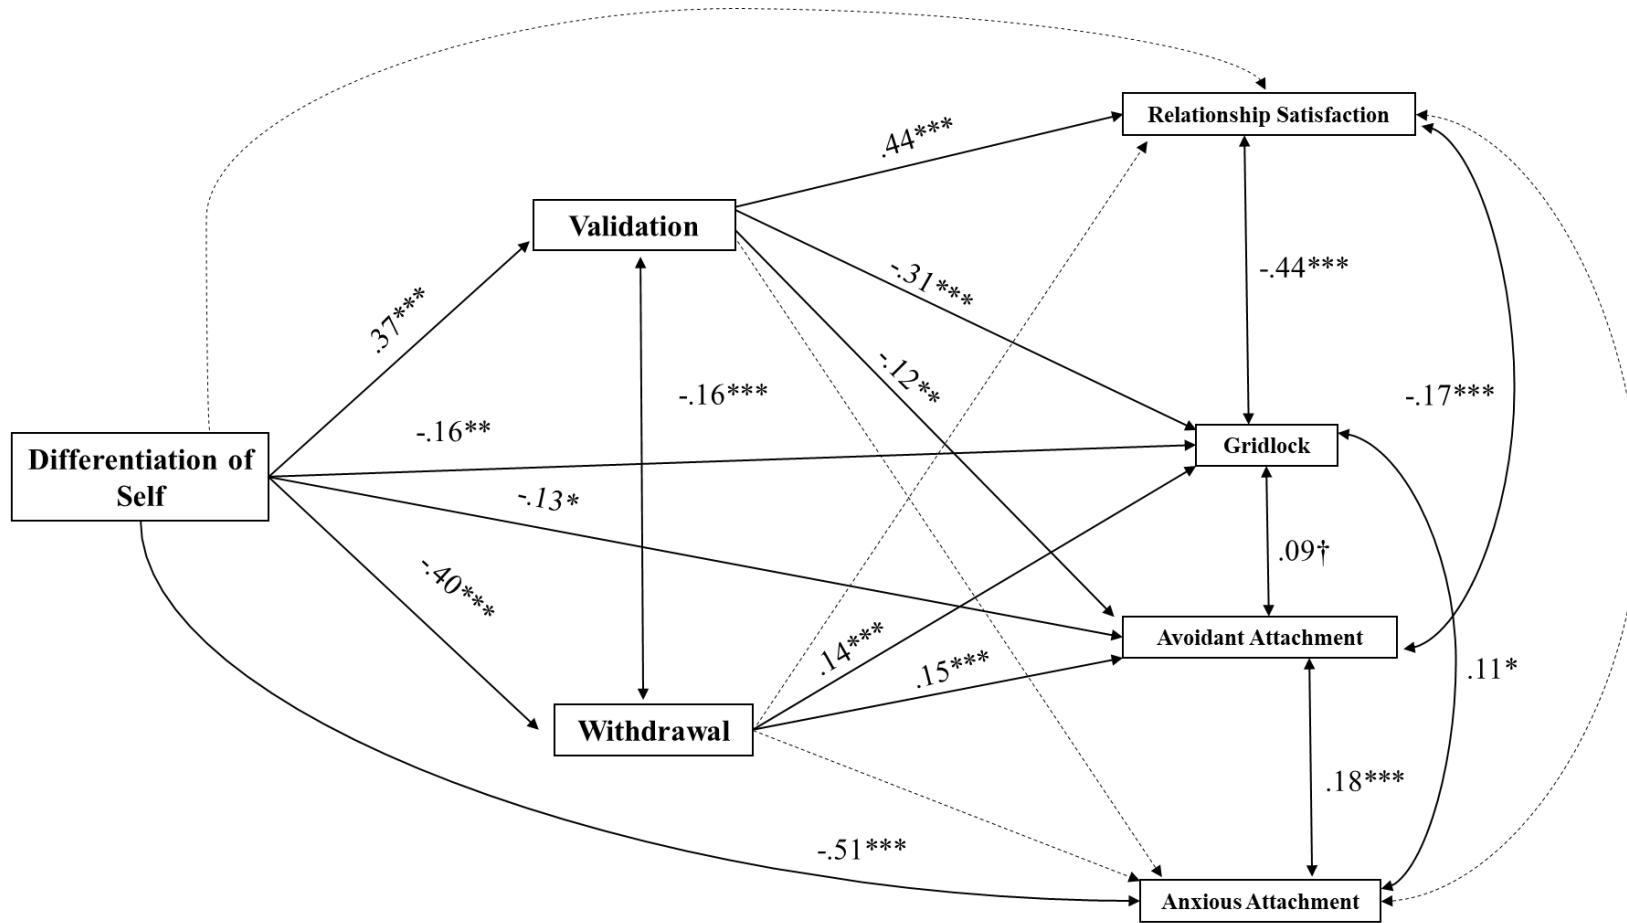 Relationship Satisfaction
.44***
Validation
-.31***
-.44***
.37***
-.12**
-.16***
-.17***
-.16**
Gridlock
Differentiation of
Self
-.13*
.09†
-.40***
.14***
Avoidant Attachment
.15***
.11*
Withdrawal
.18***
-.51***
Anxious Attachment